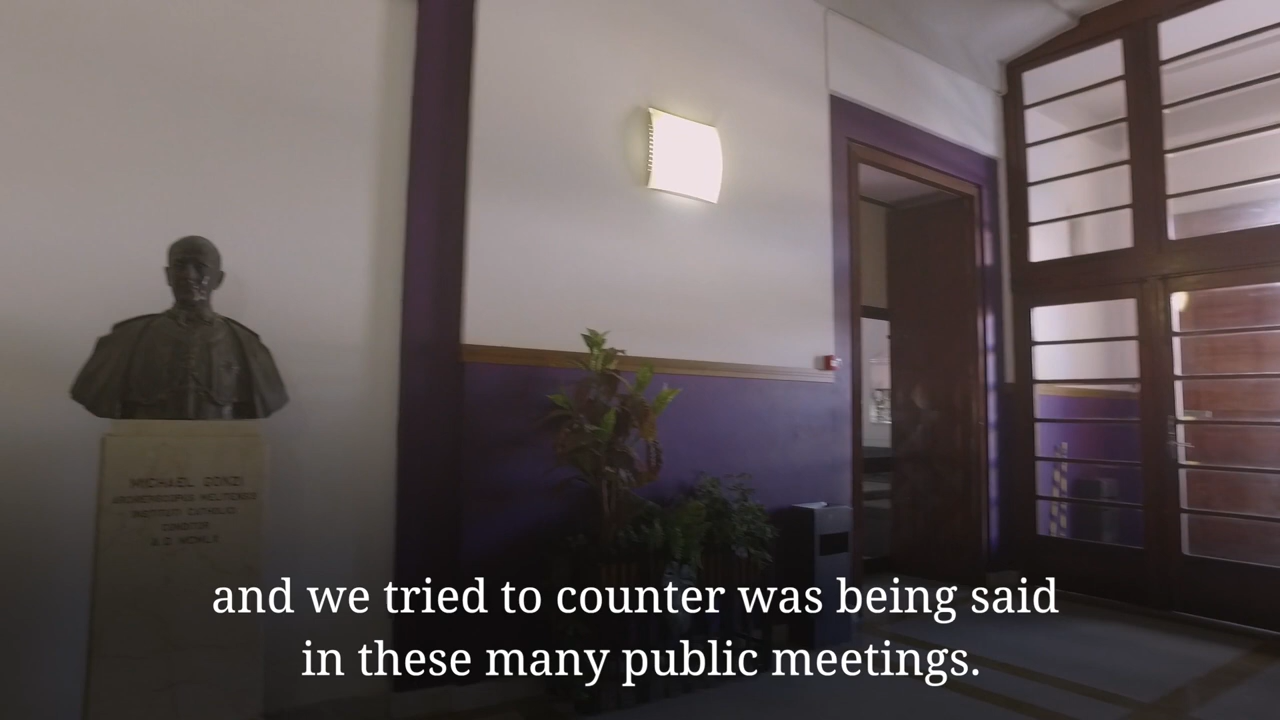 MICHAEL GONZI
ARCHIEPISCOPUS MELITENSIS
INSTITUTI CATHOLICI
CONDITOR
A.D. MCMLX
and we tried to counter was being said
in these many public meetings.